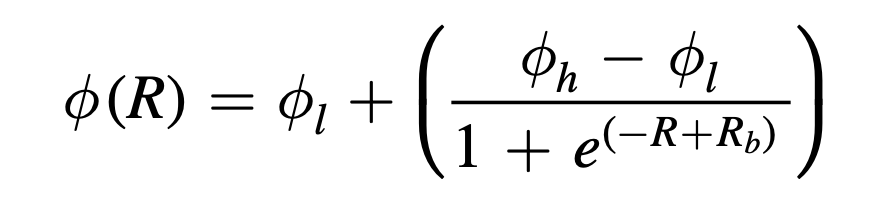 ϕ(R) = ϕ_l + ( (ϕ_h − ϕ_l) / (1 + e^{(−R+R_b)}) )